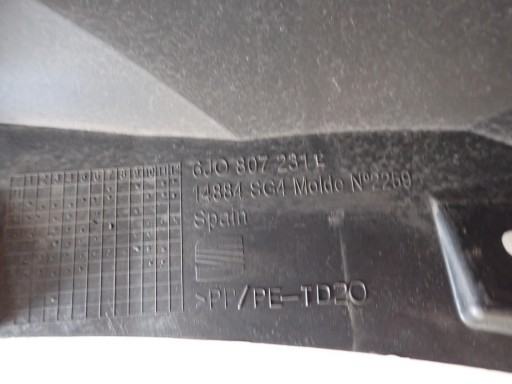 6J0 807 231 E
14884 SG4 Molde Nº2259
Spain
>PP/PE-TD20